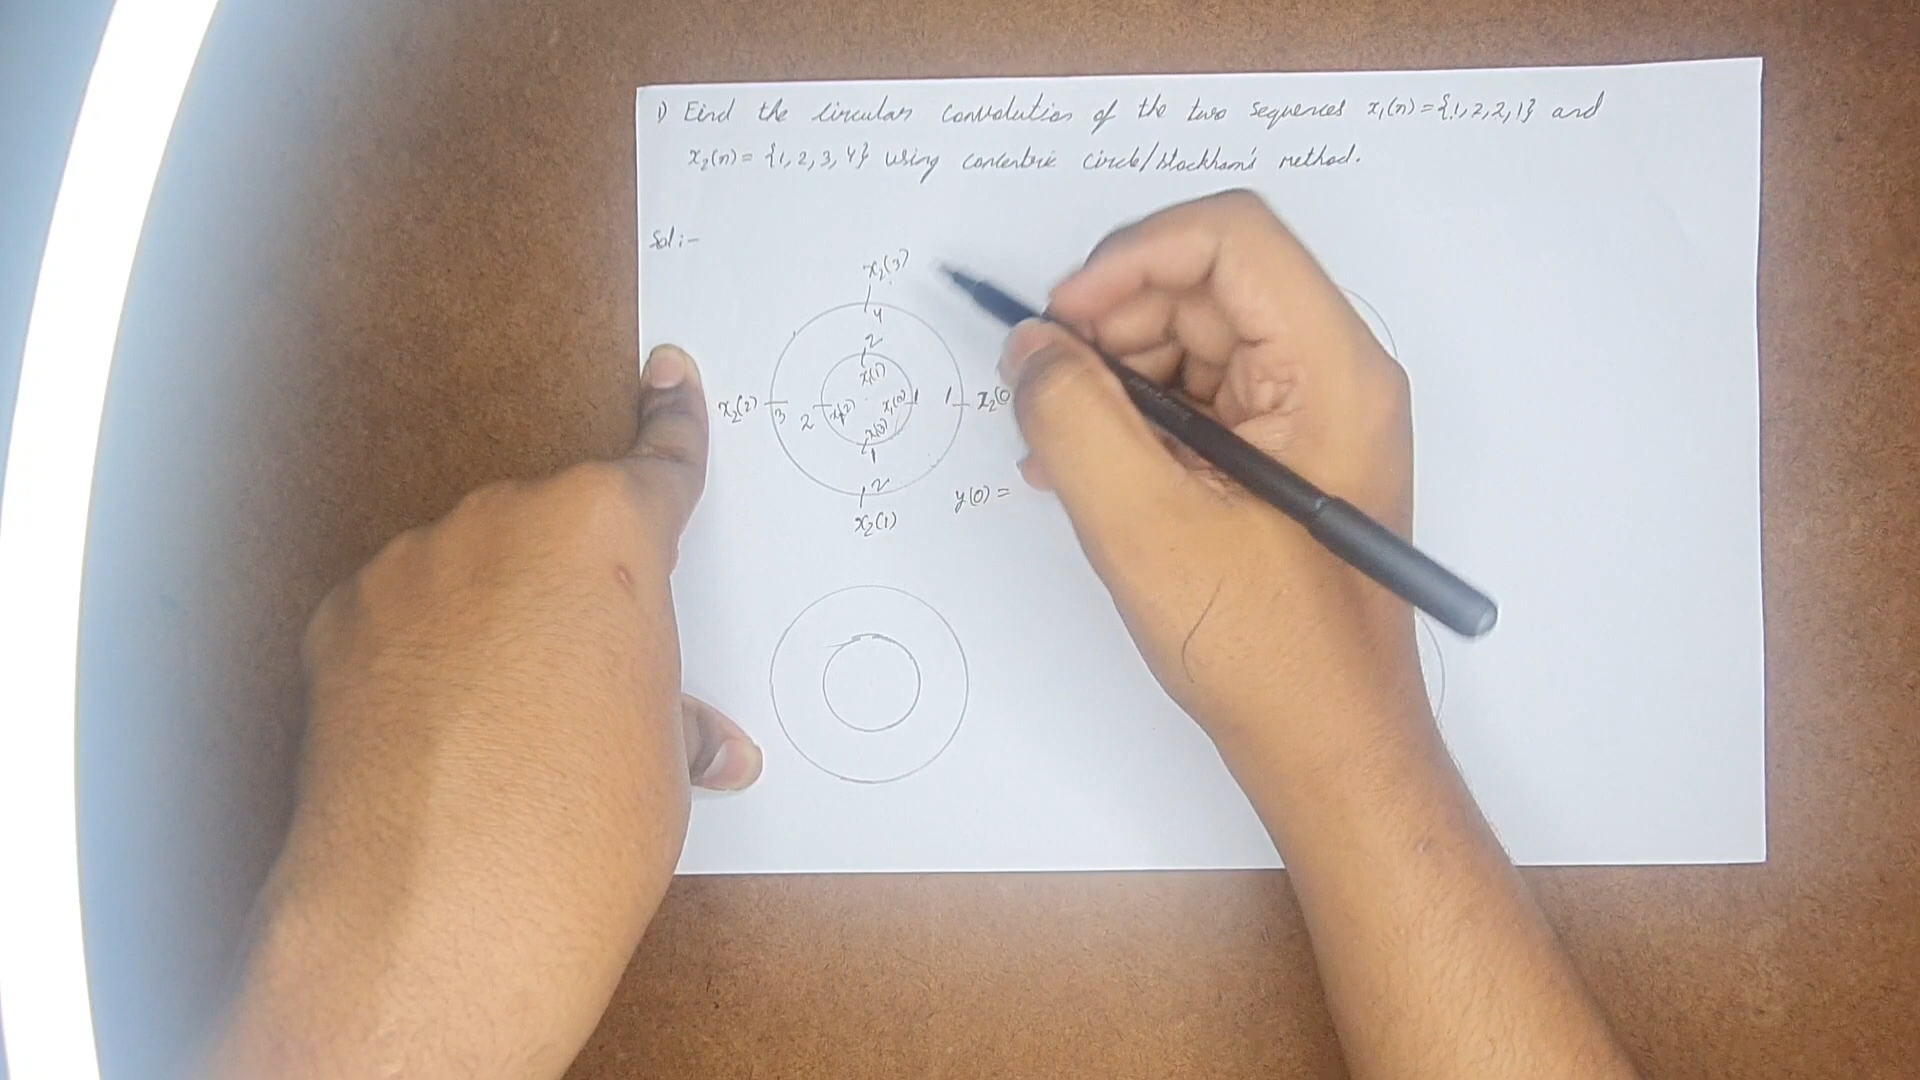 1) Find the circular convolution of the two sequences x₁(n)={1,2,2,1} and
x₂(n)= {1,2,3,4} using concentric circle/stockham's method.
Sol:-
x₂(3)
4
2
x₁(1)
x₂(2) 3 2 x₁(2) x₁(0) 1 1 x₂(0
x₁(3)
1
2
y(0) =
x₂(1)